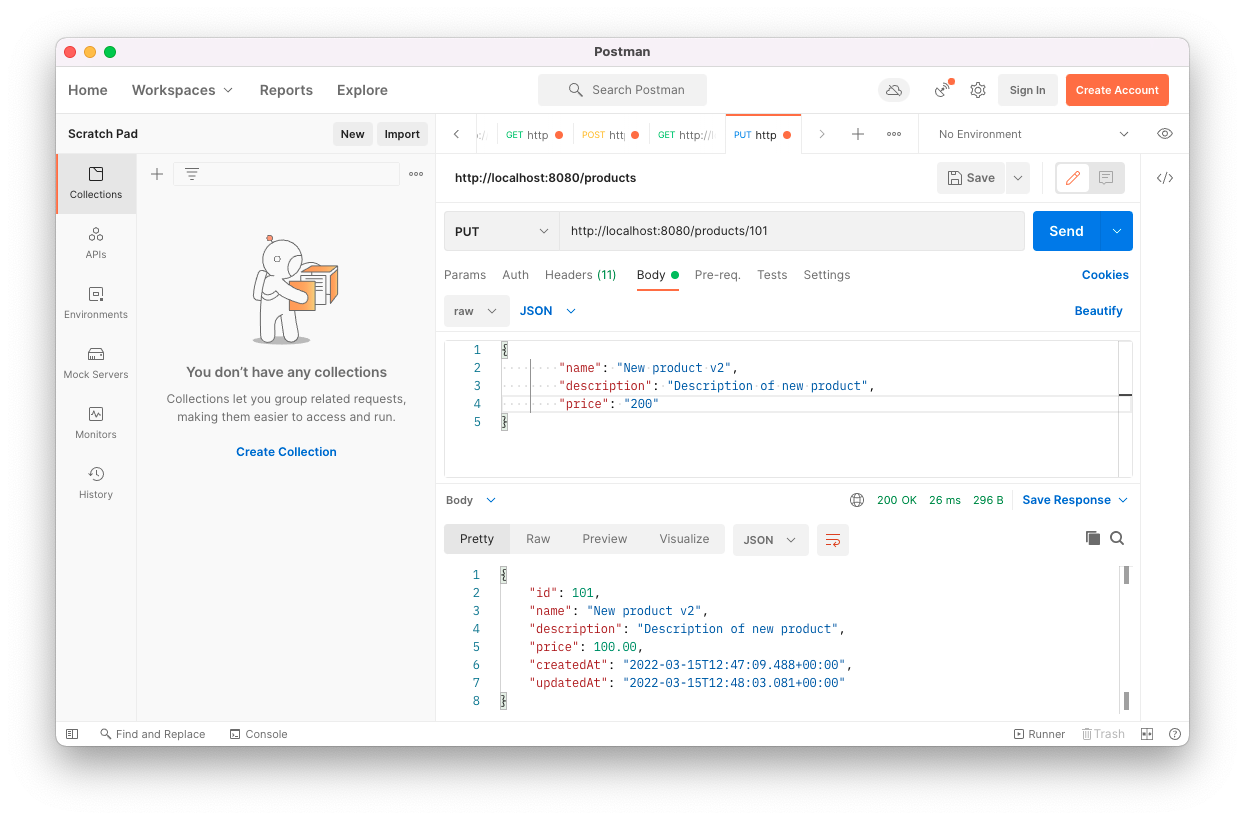 Postman
Home Workspaces Reports Explore Search Postman Sign In Create Account
Scratch Pad New Import GET http POST htt GET http:// PUT http No Environment
Collections
APIs
Environments
Mock Servers
Monitors
History
You don’t have any collections
Collections let you group related requests,
making them easier to access and run.
Create Collection
http://localhost:8080/products Save </>
PUT http://localhost:8080/products/101 Send
Params Auth Headers (11) Body Pre-req. Tests Settings Cookies
raw JSON Beautify
1 {
2 "name": "New product v2",
3 "description": "Description of new product",
4 "price": "200"
5 }
Body 200 OK 26 ms 296 B Save Response
Pretty Raw Preview Visualize JSON
1 {
2 "id": 101,
3 "name": "New product v2",
4 "description": "Description of new product",
5 "price": 100.00,
6 "createdAt": "2022-03-15T12:47:09.488+00:00",
7 "updatedAt": "2022-03-15T12:48:03.081+00:00"
8 }
Find and Replace Console Runner Trash